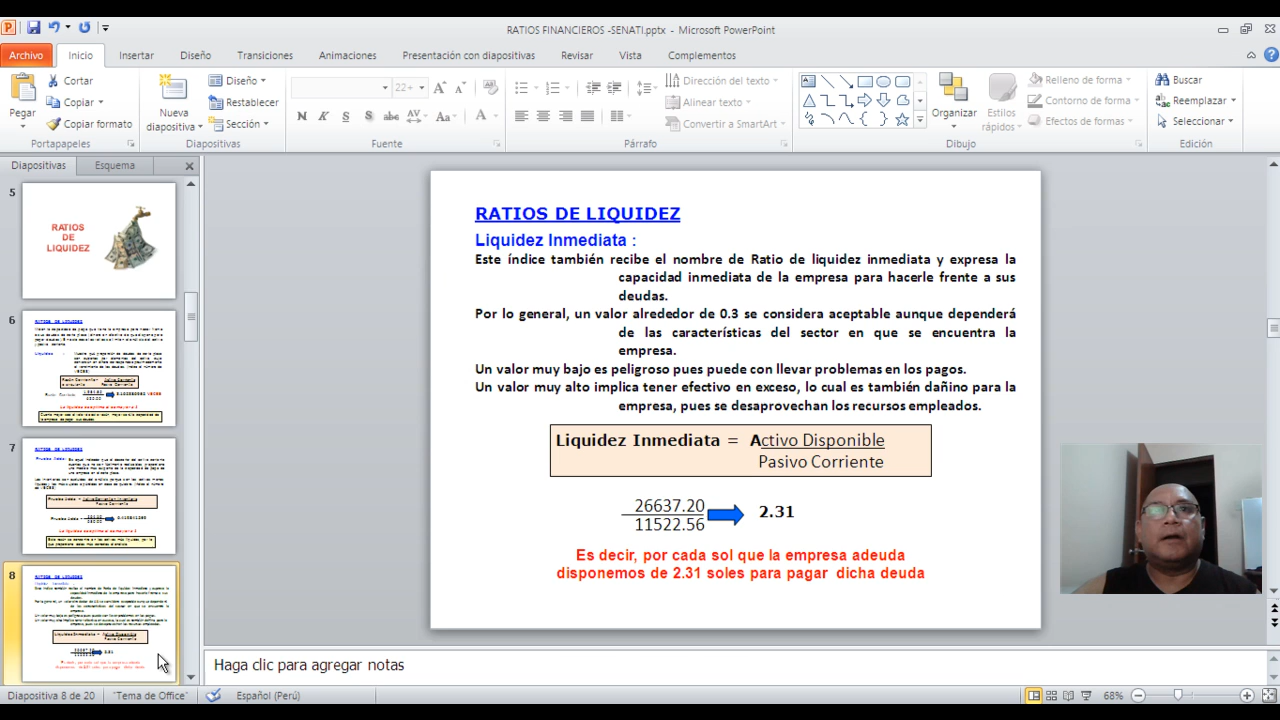 RATIOS FINANCIEROS -SENATI.pptx - Microsoft PowerPoint
Archivo Inicio Insertar Diseño Transiciones Animaciones Presentación con diapositivas Revisar Vista Complementos
Pegar
Cortar
Copiar
Copiar formato
Portapapeles
Nueva diapositiva
Diseño
Restablecer
Sección
Diapositivas
22
Fuente
Dirección del texto
Alinear texto
Convertir a SmartArt
Párrafo
Organizar
Estilos rápidos
Relleno de forma
Contorno de forma
Efectos de formas
Dibujo
Buscar
Reemplazar
Seleccionar
Edición
Diapositivas Esquema
5
RATIOS
DE
LIQUIDEZ
6
7
8
RATIOS DE LIQUIDEZ
Liquidez Inmediata :
Este índice también recibe el nombre de Ratio de liquidez inmediata y expresa la
capacidad inmediata de la empresa para hacerle frente a sus
deudas.
Por lo general, un valor alrededor de 0.3 se considera aceptable aunque dependerá
de las característica del sector en que se encuentra la
empresa.
Un valor muy bajo es peligroso pues puede con llevar problemas en los pagos.
Un valor muy alto implica tener efectivo en exceso, lo cual es también dañino para la
empresa, pues se desaprovechan los recursos empleados.
Liquidez Inmediata = Activo Disponible
Pasivo Corriente
26637.20
11522.56
2.31
Es decir, por cada sol que la empresa adeuda
disponemos de 2.31 soles para pagar dicha deuda
Haga clic para agregar notas
Diapositiva 8 de 20 "Tema de Office" Español (Perú) 68%